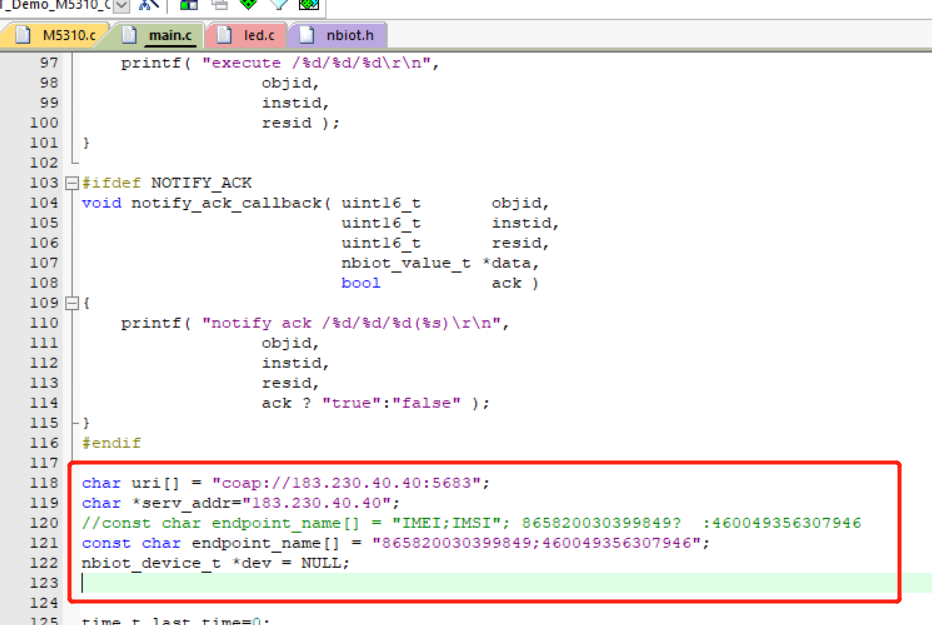 T_Demo_M5310_C
M5310.c main.c led.c nbiot.h
97 printf( "execute /%d/%d/%d\r\n",
98 objid,
99 instid,
100 resid );
101 }
102
103 #ifdef NOTIFY_ACK
104 void notify_ack_callback( uint16_t objid,
105 uint16_t instid,
106 uint16_t resid,
107 nbiot_value_t *data,
108 bool ack )
109 {
110 printf( "notify ack /%d/%d/%d(%s)\r\n",
111 objid,
112 instid,
113 resid,
114 ack ? "true":"false" );
115 }
116 #endif
117
118 char uri[] = "coap://183.230.40.40:5683";
119 char *serv_addr="183.230.40.40";
120 //const char endpoint_name[] = "IMEI;IMSI"; 865820030399849? :460049356307946
121 const char endpoint_name[] = "865820030399849;460049356307946";
122 nbiot_device_t *dev = NULL;
123
124
125 time_t last_time=0;